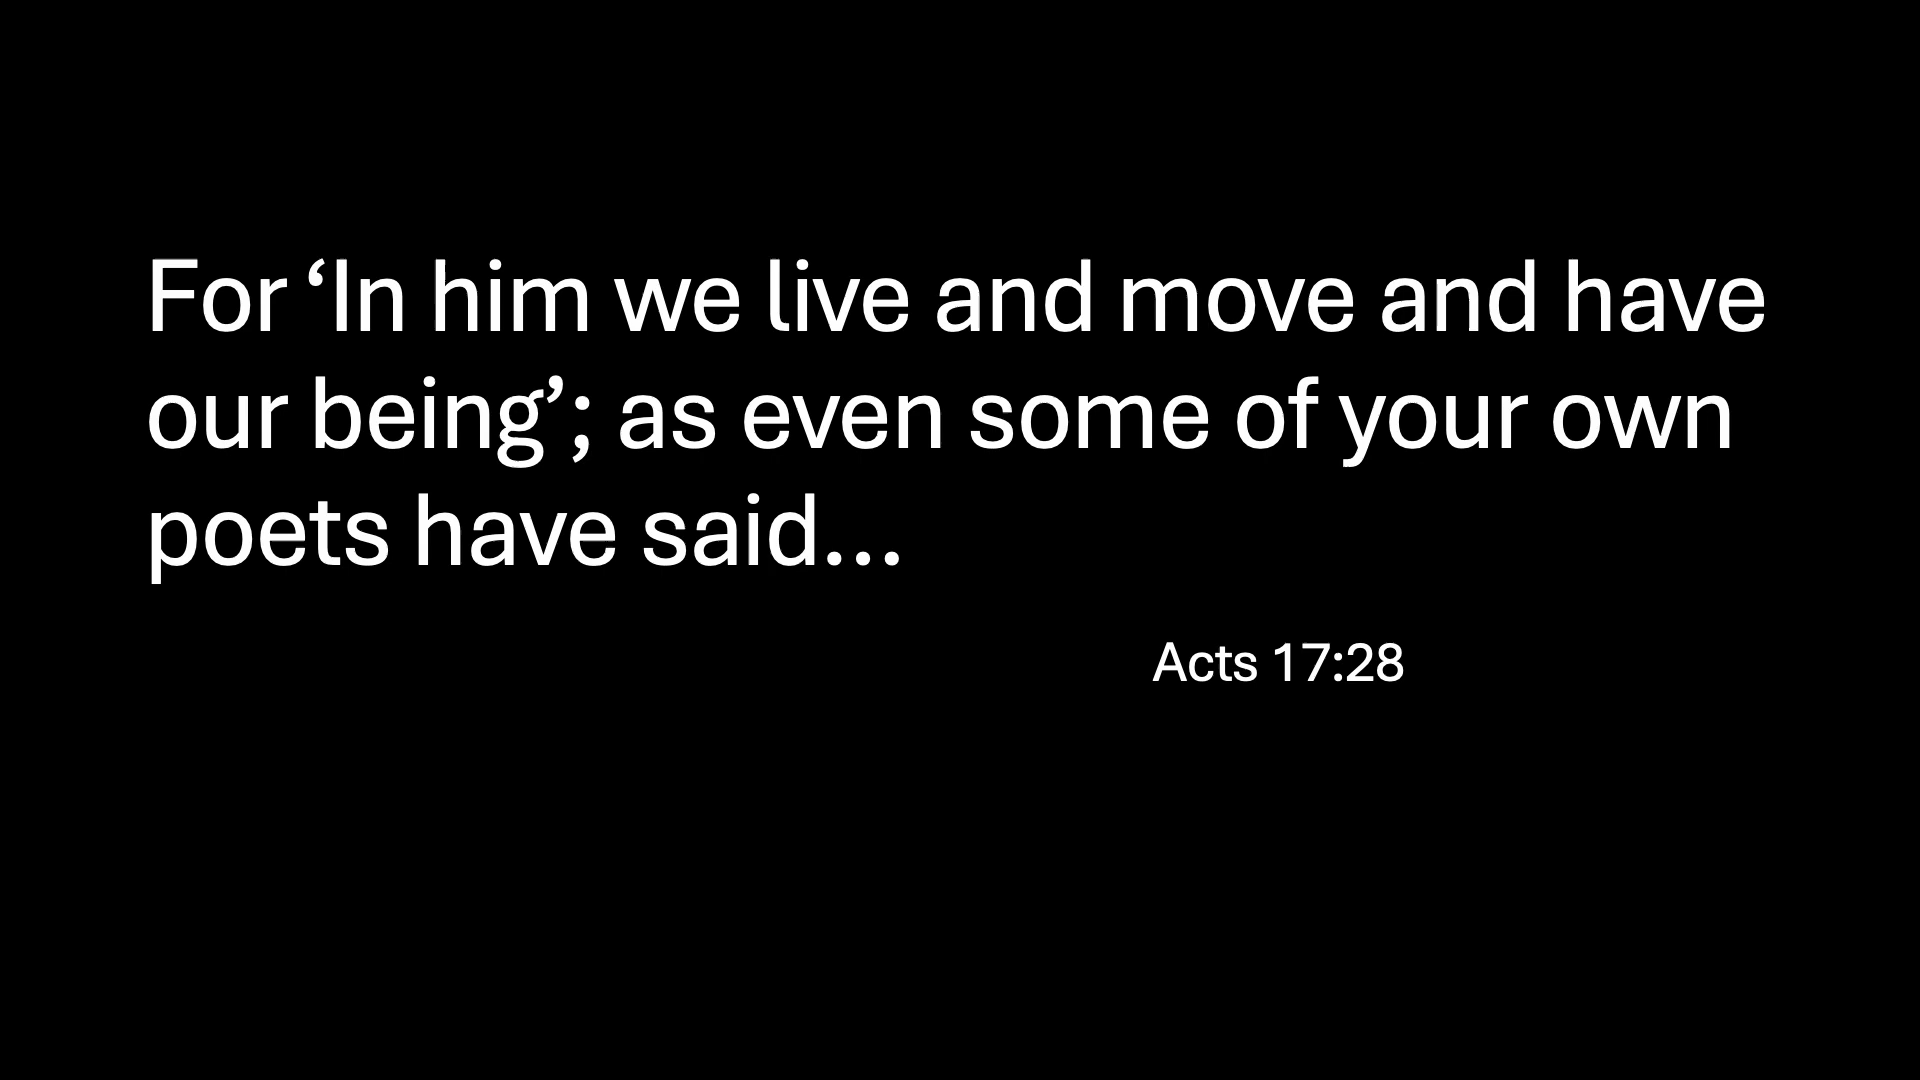 For ‘In him we live and move and have
our being’; as even some of your own
poets have said...
Acts 17:28